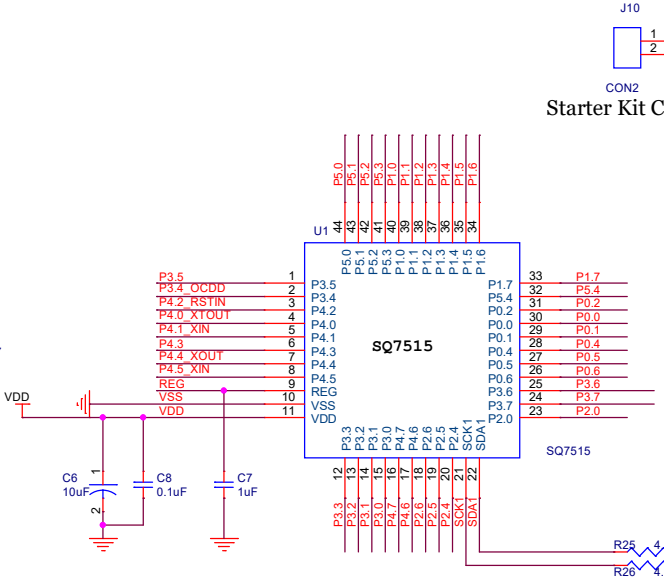 J10
1
2
CON2
Starter Kit C
P5.0
P5.1
P5.2
P5.3
P1.0
P1.1
P1.2
P1.3
P1.4
P1.5
P1.6
U1
44
43
42
41
40
39
38
37
36
35
34
P5.0
P5.1
P5.2
P5.3
P1.0
P1.1
P1.2
P1.3
P1.4
P1.5
P1.6
P3.5 1 P3.5
P3.4_OCDD 2 P3.4
P4.2_RSTIN 3 P4.2
P4.0_XTOUT 4 P4.0
P4.1_XIN 5 P4.1
P4.3 6 P4.3
P4.4_XOUT 7 P4.4
P4.5_XIN 8 P4.5
REG 9 REG
VSS 10 VSS
VDD VDD 11 VDD
SQ7515
P1.7 33 P1.7
P5.4 32 P5.4
P0.2 31 P0.2
P0.0 30 P0.0
P0.1 29 P0.1
P0.4 28 P0.4
P0.5 27 P0.5
P0.6 26 P0.6
P3.6 25 P3.6
P3.7 24 P3.7
P2.0 23 P2.0
P3.3
P3.2
P3.1
P3.0
P4.7
P4.6
P2.6
P2.5
P2.4
SCK1
SDA1
SQ7515
12
13
14
15
16
17
18
19
20
21
22
P3.3
P3.2
P3.1
P3.0
P4.7
P4.6
P2.6
P2.5
P2.4
SCK1
SDA1
C6
10uF
1
2
C8
0.1uF
C7
1uF
R25 4.
R26 4.